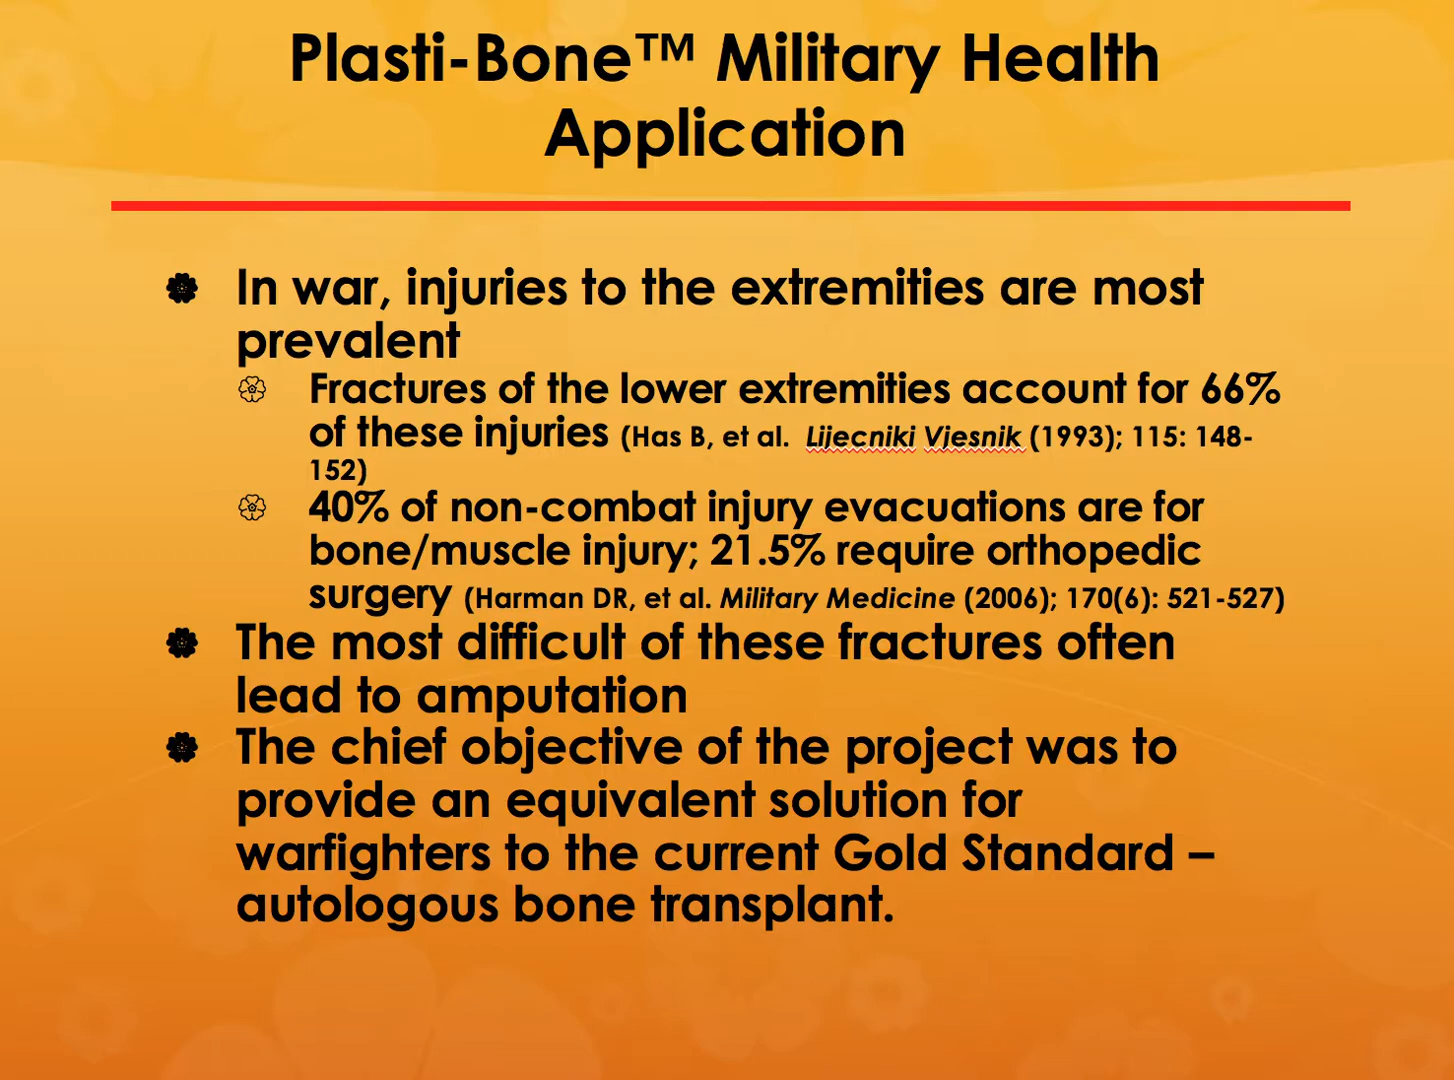 Plasti-Bone™ Military Health
Application
In war, injuries to the extremities are most
prevalent
Fractures of the lower extremities account for 66%
of these injuries (Has B, et al. Lijecniki Vjesnik (1993); 115: 148-
152)
40% of non-combat injury evacuations are for
bone/muscle injury; 21.5% require orthopedic
surgery (Harman DR, et al. Military Medicine (2006); 170(6): 521-527)
The most difficult of these fractures often
lead to amputation
The chief objective of the project was to
provide an equivalent solution for
warfighters to the current Gold Standard –
autologous bone transplant.